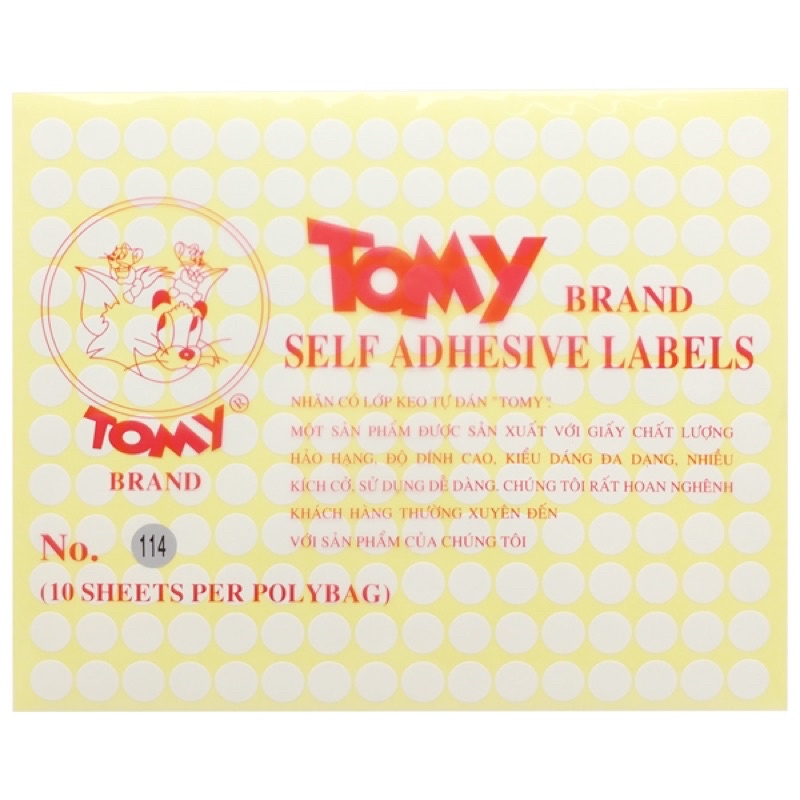 TOMY BRAND
SELF ADHESIVE LABELS
NHÃN CÓ LỚP KEO TỰ DÁN "TOMY".
MỘT SẢN PHẨM ĐƯỢC SẢN XUẤT VỚI GIẤY CHẤT LƯỢNG
HẢO HẠNG, ĐỘ DÍNH CAO, KIỂU DÁNG ĐA DẠNG, NHIỀU
KÍCH CỞ, SỬ DỤNG DỄ DÀNG. CHÚNG TÔI RẤT HOAN NGHÊNH
KHÁCH HÀNG THƯỜNG XUYÊN ĐẾN
VỚI SẢN PHẨM CỦA CHÚNG TÔI
TOMY®
BRAND
No. 114
(10 SHEETS PER POLYBAG)